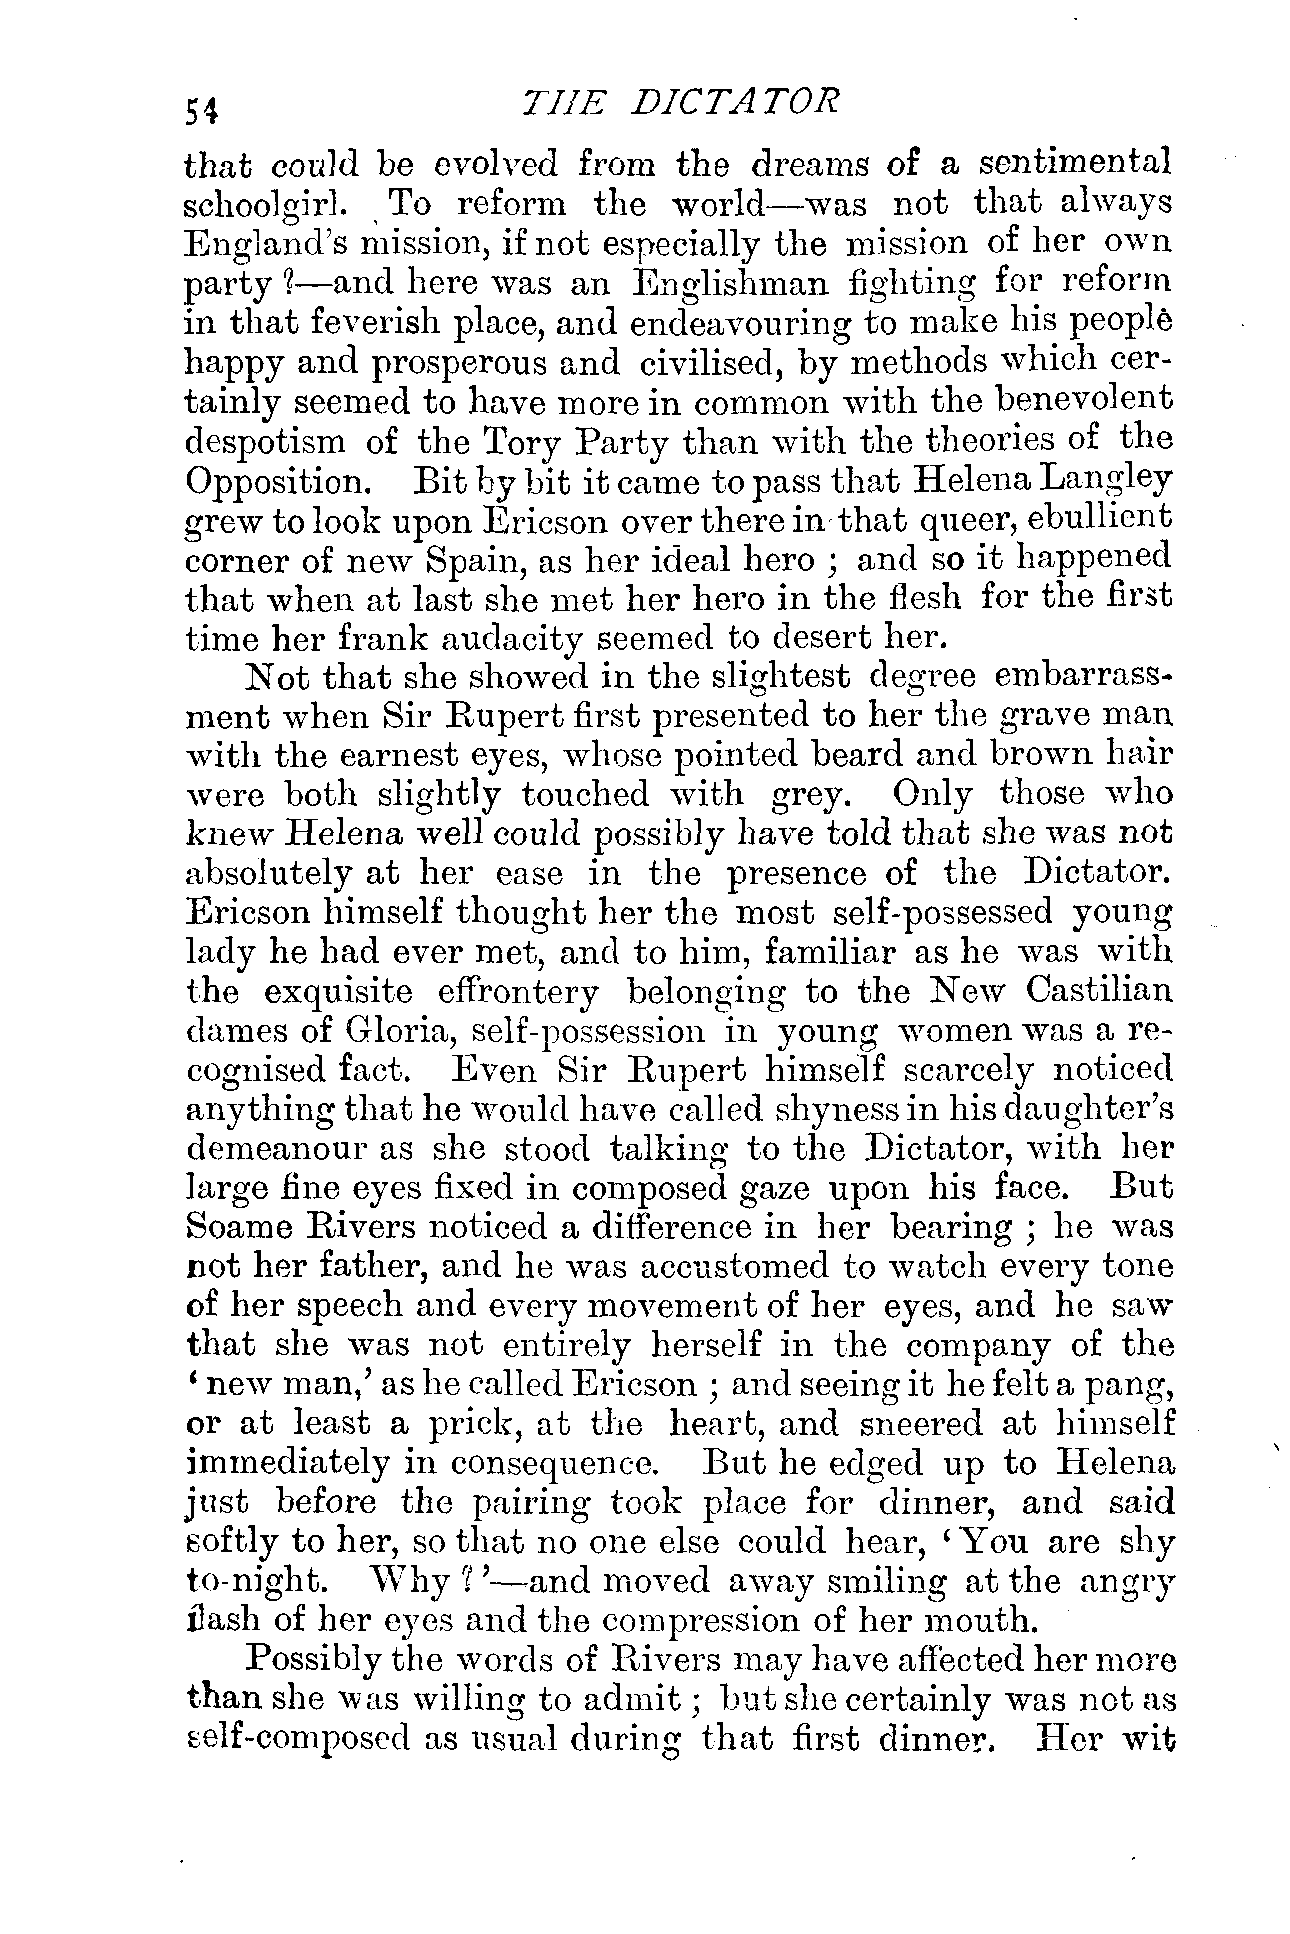 54 THE DICTATOR
that could be evolved from the dreams of a sentimental
schoolgirl. To reform the world—was not that always
England's mission, if not especially the mission of her own
party ?—and here was an Englishman fighting for reform
in that feverish place, and endeavouring to make his people
happy and prosperous and civilised, by methods which cer-
tainly seemed to have more in common with the benevolent
despotism of the Tory Party than with the theories of the
Opposition. Bit by bit it came to pass that Helena Langley
grew to look upon Ericson over there in that queer, ebullient
corner of new Spain, as her ideal hero ; and so it happened
that when at last she met her hero in the flesh for the first
time her frank audacity seemed to desert her.
Not that she showed in the slightest degree embarrass-
ment when Sir Rupert first presented to her the grave man
with the earnest eyes, whose pointed beard and brown hair
were both slightly touched with grey. Only those who
knew Helena well could possibly have told that she was not
absolutely at her ease in the presence of the Dictator.
Ericson himself thought her the most self-possessed young
lady he had ever met, and to him, familiar as he was with
the exquisite effrontery belonging to the New Castilian
dames of Gloria, self-possession in young women was a re-
cognised fact. Even Sir Rupert himself scarcely noticed
anything that he would have called shyness in his daughter's
demeanour as she stood talking to the Dictator, with her
large fine eyes fixed in composed gaze upon his face. But
Soame Rivers noticed a difference in her bearing ; he was
not her father, and he was accustomed to watch every tone
of her speech and every movement of her eyes, and he saw
that she was not entirely herself in the company of the
‘ new man,’ as he called Ericson ; and seeing it he felt a pang,
or at least a prick, at the heart, and sneered at himself
immediately in consequence. But he edged up to Helena
just before the pairing took place for dinner, and said
softly to her, so that no one else could hear, ‘ You are shy
to-night. Why ? ’—and moved away smiling at the angry
flash of her eyes and the compression of her mouth.
Possibly the words of Rivers may have affected her more
than she was willing to admit ; but she certainly was not as
self-composed as usual during that first dinner. Her wit